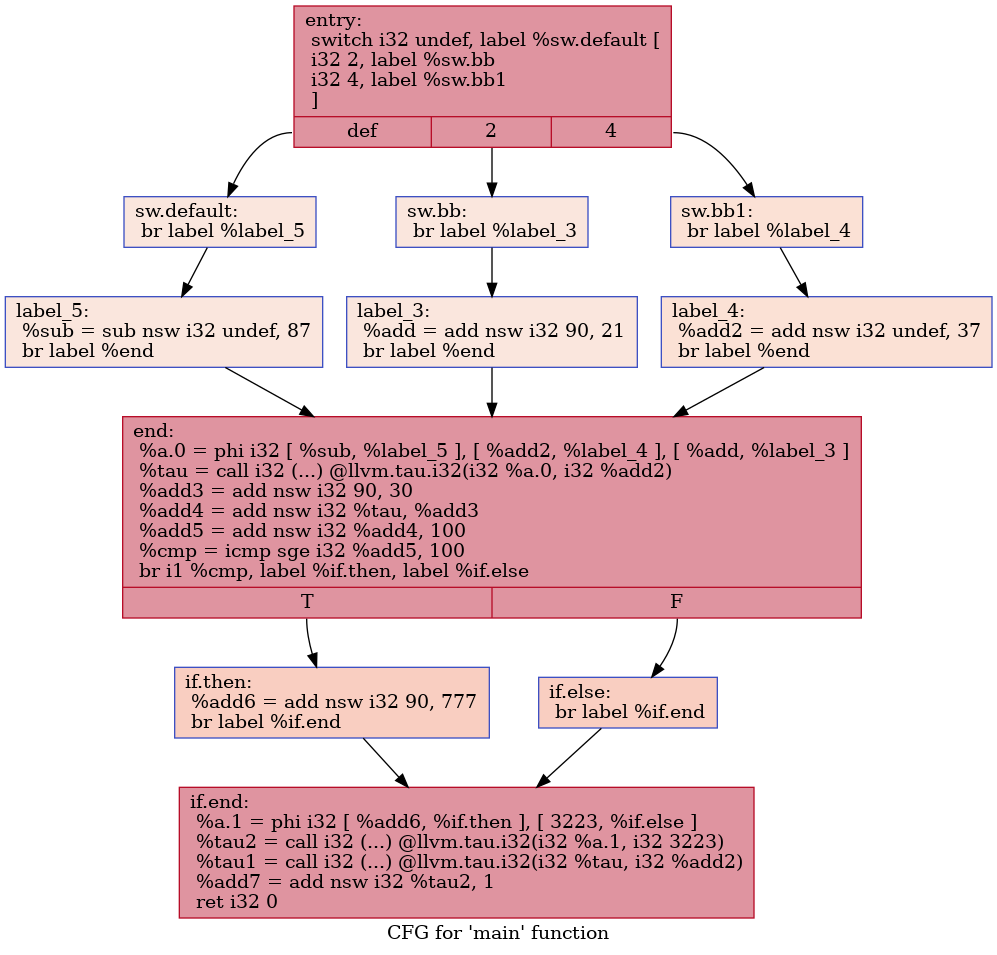 entry:
switch i32 undef, label %sw.default [
i32 2, label %sw.bb
i32 4, label %sw.bb1
]
def 2 4
sw.default:
br label %label_5
sw.bb:
br label %label_3
sw.bb1:
br label %label_4
label_5:
%sub = sub nsw i32 undef, 87
br label %end
label_3:
%add = add nsw i32 90, 21
br label %end
label_4:
%add2 = add nsw i32 undef, 37
br label %end
end:
%a.0 = phi i32 [ %sub, %label_5 ], [ %add2, %label_4 ], [ %add, %label_3 ]
%tau = call i32 (...) @llvm.tau.i32(i32 %a.0, i32 %add2)
%add3 = add nsw i32 90, 30
%add4 = add nsw i32 %tau, %add3
%add5 = add nsw i32 %add4, 100
%cmp = icmp sge i32 %add5, 100
br i1 %cmp, label %if.then, label %if.else
T F
if.then:
%add6 = add nsw i32 90, 777
br label %if.end
if.else:
br label %if.end
if.end:
%a.1 = phi i32 [ %add6, %if.then ], [ 3223, %if.else ]
%tau2 = call i32 (...) @llvm.tau.i32(i32 %a.1, i32 3223)
%tau1 = call i32 (...) @llvm.tau.i32(i32 %tau, i32 %add2)
%add7 = add nsw i32 %tau2, 1
ret i32 0
CFG for 'main' function